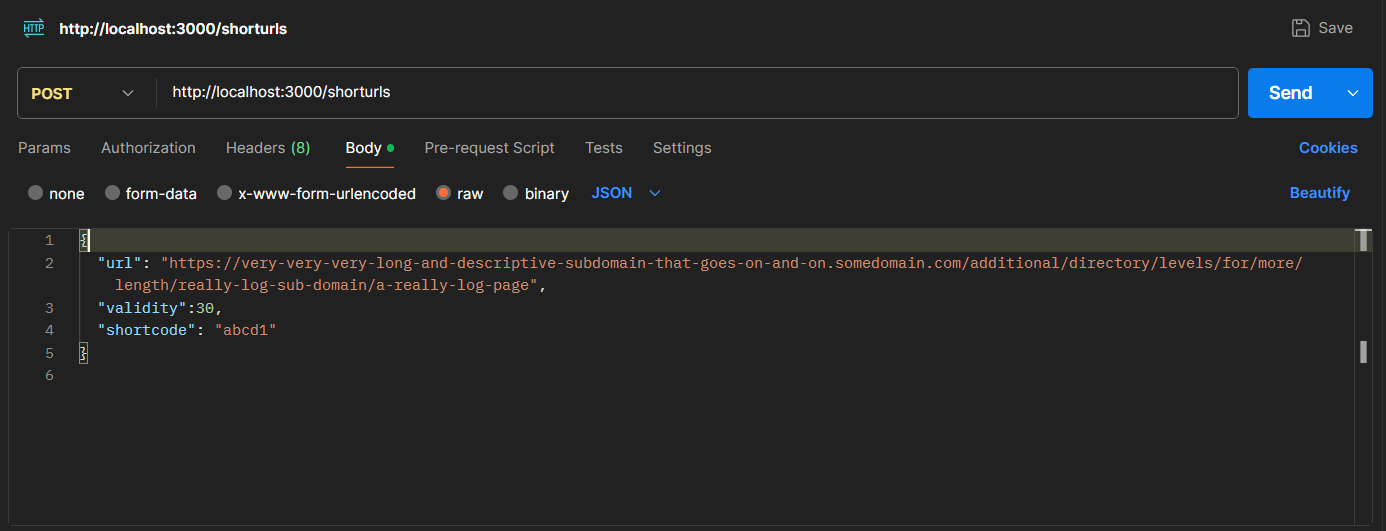 HTTP http://localhost:3000/shorturls Save
POST http://localhost:3000/shorturls Send
Params Authorization Headers (8) Body Pre-request Script Tests Settings Cookies
none form-data x-www-form-urlencoded raw binary JSON Beautify
1 {
2 "url": "https://very-very-very-long-and-descriptive-subdomain-that-goes-on-and-on.somedomain.com/additional/directory/levels/for/more/
length/really-log-sub-domain/a-really-log-page",
3 "validity":30,
4 "shortcode": "abcd1"
5 }
6